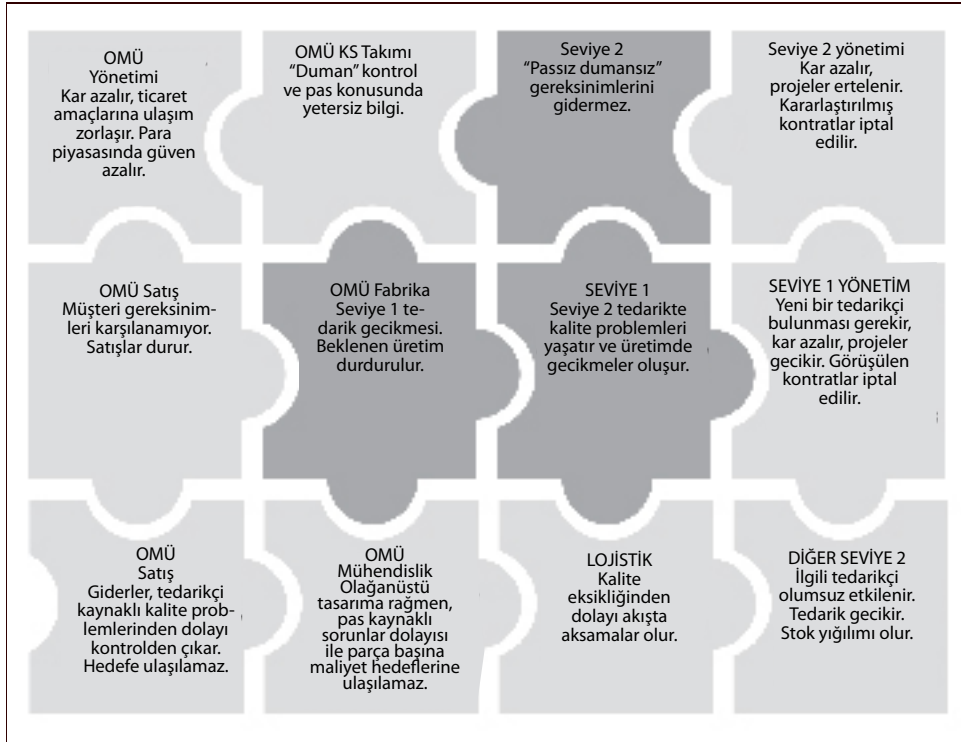 OMÜ
Yönetimi
Kar azalır, ticaret
amaçlarına ulaşım
zorlaşır. Para
piyasasında güven
azalır.
OMÜ KS Takımı
“Duman” kontrol
ve pas konusunda
yetersiz bilgi.
Seviye 2
“Passız dumansız”
gereksinimlerini
gidermez.
Seviye 2 yönetimi
Kar azalır,
projeler ertelenir.
Kararlaştırılmış
kontratlar iptal
edilir.
OMÜ Satış
Müşteri gereksinim-
leri karşılanamıyor.
Satışlar durur.
OMÜ Fabrika
Seviye 1 te-
darik gecikmesi.
Beklenen üretim
durdurulur.
SEVİYE 1
Seviye 2 tedarikte
kalite problemleri
yaşatır ve üretimde
gecikmeler oluşur.
SEVİYE 1 YÖNETİM
Yeni bir tedarikçi
bulunması gerekir,
kar azalır, projeler
gecikir. Görüşülen
kontratlar iptal
edilir.
OMÜ
Satış
Giderler, tedarikçi
kaynaklı kalite prob-
lemlerinden dolayı
kontrolden çıkar.
Hedefe ulaşılamaz.
OMÜ
Mühendislik
Olağanüstü
tasarıma rağmen,
pas kaynaklı
sorunlar dolayısı
ile parça başına
maliyet hedeflerine
ulaşılamaz.
LOJİSTİK
Kalite
eksikliğinden
dolayı akışta
aksamalar olur.
DİĞER SEVİYE 2
İlgili tedarikçi
olumsuz etkilenir.
Tedarik gecikir.
Stok yığılımı olur.